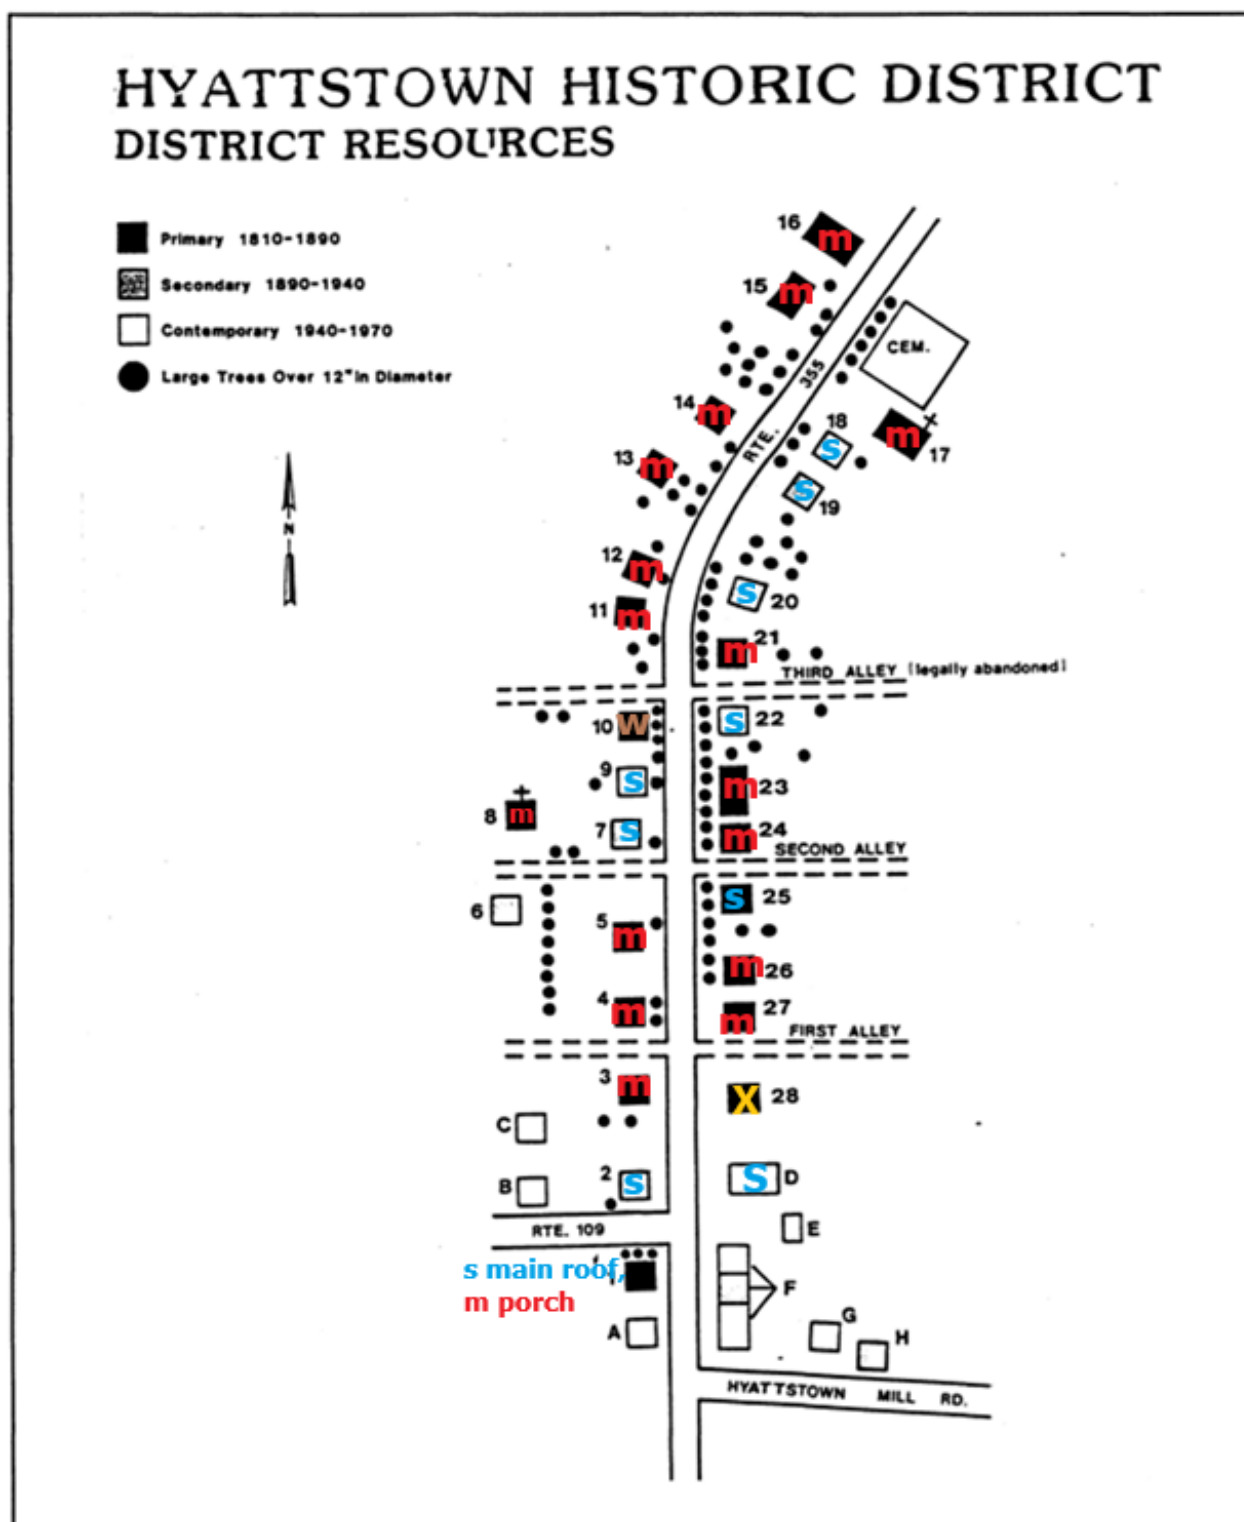 HYATTSTOWN HISTORIC DISTRICT
DISTRICT RESOURCES
Primary 1810-1890
Secondary 1890-1940
Contemporary 1940-1970
Large Trees Over 12" in Diameter
N
16
m
15
m
CEM.
RTE. 355
14
m
18
s
m
17
13
m
s
19
12
m
s
20
11
m
21
m
THIRD ALLEY (legally abandoned)
10
w
s
22
9
s
m
23
8
m
7
s
24
m
SECOND ALLEY
6
s
25
5
m
m
26
4
m
27
m
FIRST ALLEY
3
m
X
28
C
2
s
S
D
B
RTE. 109
E
s main roof,
m porch
F
A
G
H
HYATTSTOWN MILL RD.